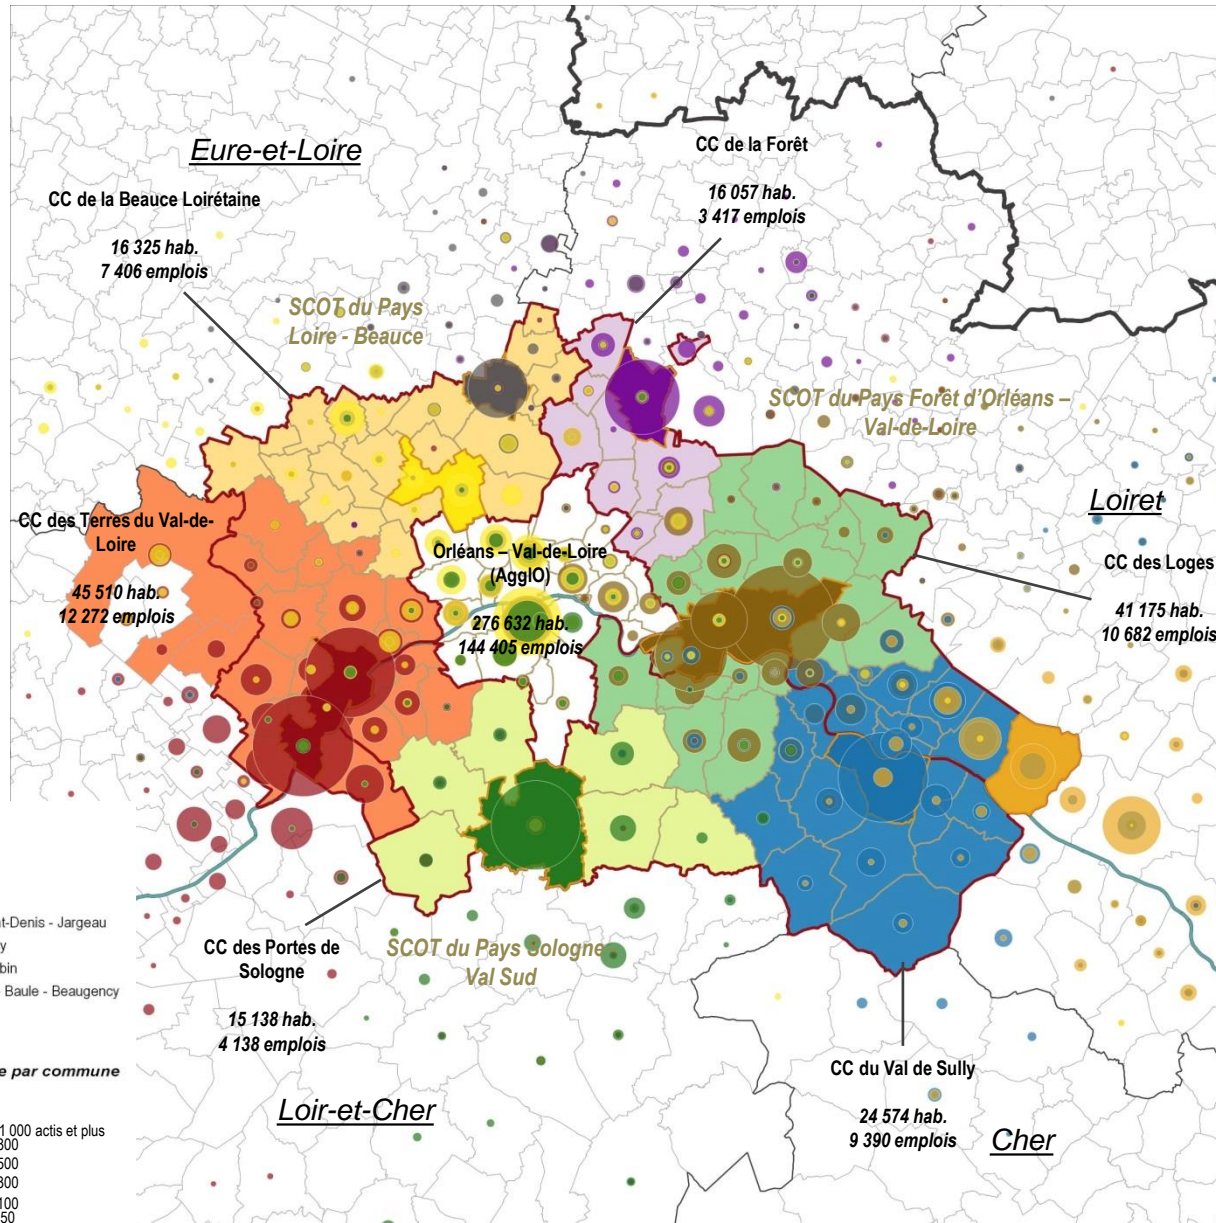 Eure-et-Loire
CC de la Forêt
16 057 hab.
3 417 emplois
CC de la Beauce Loirétaine
16 325 hab.
7 406 emplois
SCOT du Pays
Loire - Beauce
SCOT du Pays Forêt d'Orléans –
Val-de-Loire
Loiret
CC des Terres du Val-de-
Loire
45 510 hab.
12 272 emplois
Orléans – Val-de-Loire
(AgglO)
276 632 hab.
144 405 emplois
CC des Loges
41 175 hab.
10 682 emplois
CC des Portes de
Sologne
15 138 hab.
4 138 emplois
SCOT du Pays Sologne
Val Sud
CC du Val de Sully
24 574 hab.
9 390 emplois
Loir-et-Cher
Cher
t-Denis - Jargeau
y
bin
- Baule - Beaugency
e par commune
1 000 actis et plus
800
500
300
100
50